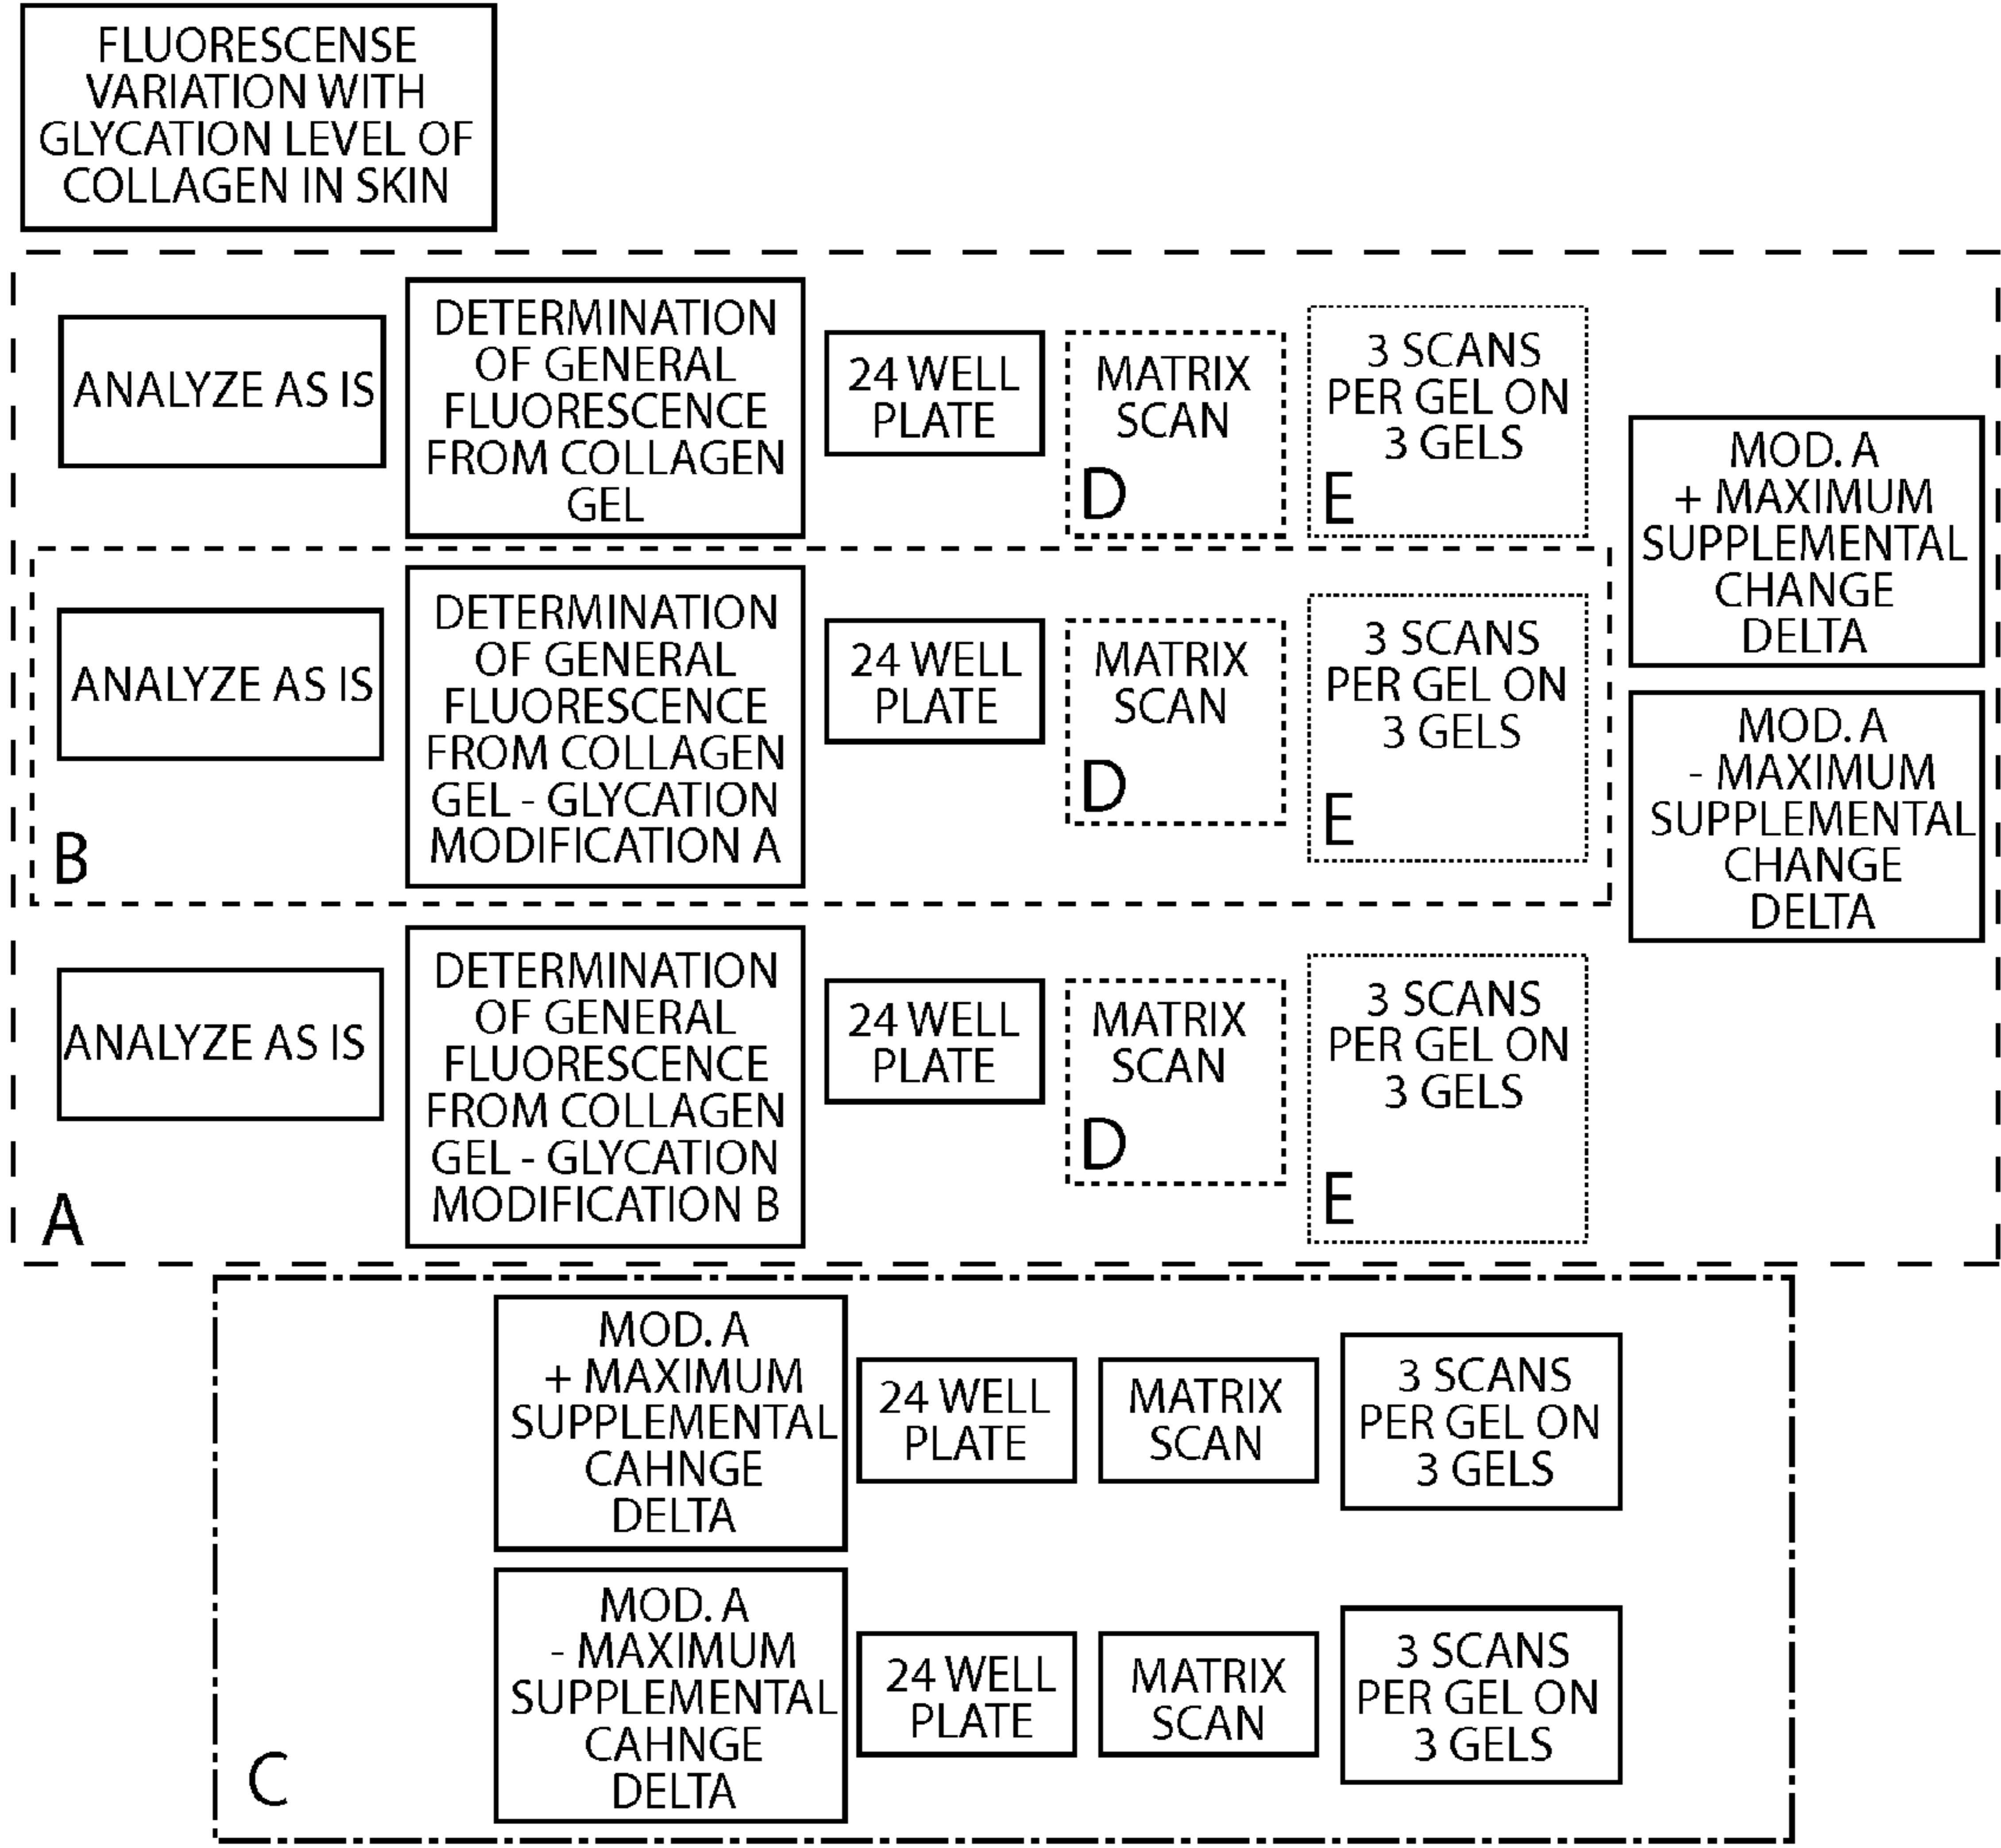 FLUORESCENSE
VARIATION WITH
GLYCATION LEVEL OF
COLLAGEN IN SKIN
ANALYZE AS IS
DETERMINATION
OF GENERAL
FLUORESCENCE
FROM COLLAGEN
GEL
24 WELL
PLATE
MATRIX
SCAN
D
3 SCANS
PER GEL ON
3 GELS
E
MOD. A
+ MAXIMUM
SUPPLEMENTAL
CHANGE
DELTA
ANALYZE AS IS
DETERMINATION
OF GENERAL
FLUORESCENCE
FROM COLLAGEN
GEL - GLYCATION
MODIFICATION A
24 WELL
PLATE
MATRIX
SCAN
D
3 SCANS
PER GEL ON
3 GELS
E
B
MOD. A
- MAXIMUM
SUPPLEMENTAL
CHANGE
DELTA
ANALYZE AS IS
DETERMINATION
OF GENERAL
FLUORESCENCE
FROM COLLAGEN
GEL - GLYCATION
MODIFICATION B
24 WELL
PLATE
MATRIX
SCAN
D
3 SCANS
PER GEL ON
3 GELS
E
A
MOD. A
+ MAXIMUM
SUPPLEMENTAL
CAHNGE
DELTA
24 WELL
PLATE
MATRIX
SCAN
3 SCANS
PER GEL ON
3 GELS
MOD. A
- MAXIMUM
SUPPLEMENTAL
CAHNGE
DELTA
24 WELL
PLATE
MATRIX
SCAN
3 SCANS
PER GEL ON
3 GELS
C